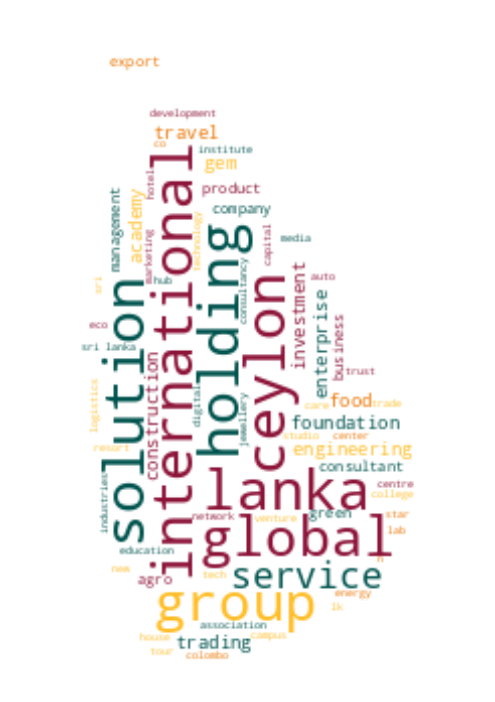 export
development
travel
co
institute
gem
hotel
product
management
academy
company
technology
capital
media
marketing
international
holding
solution
ceylon
sri
hub
consultancy
investment
auto
enterprise
business
eco
sri lanka
construction
trust
digital
jewellery
logistics
care
food
trade
foundation
studio
center
resort
engineering
consultant
industries
lanka
centre
college
network
venture
green
star
global
lab
education
n
new
agro
tech
service
energy
group
lk
association
house
trading
campus
tour
colombo